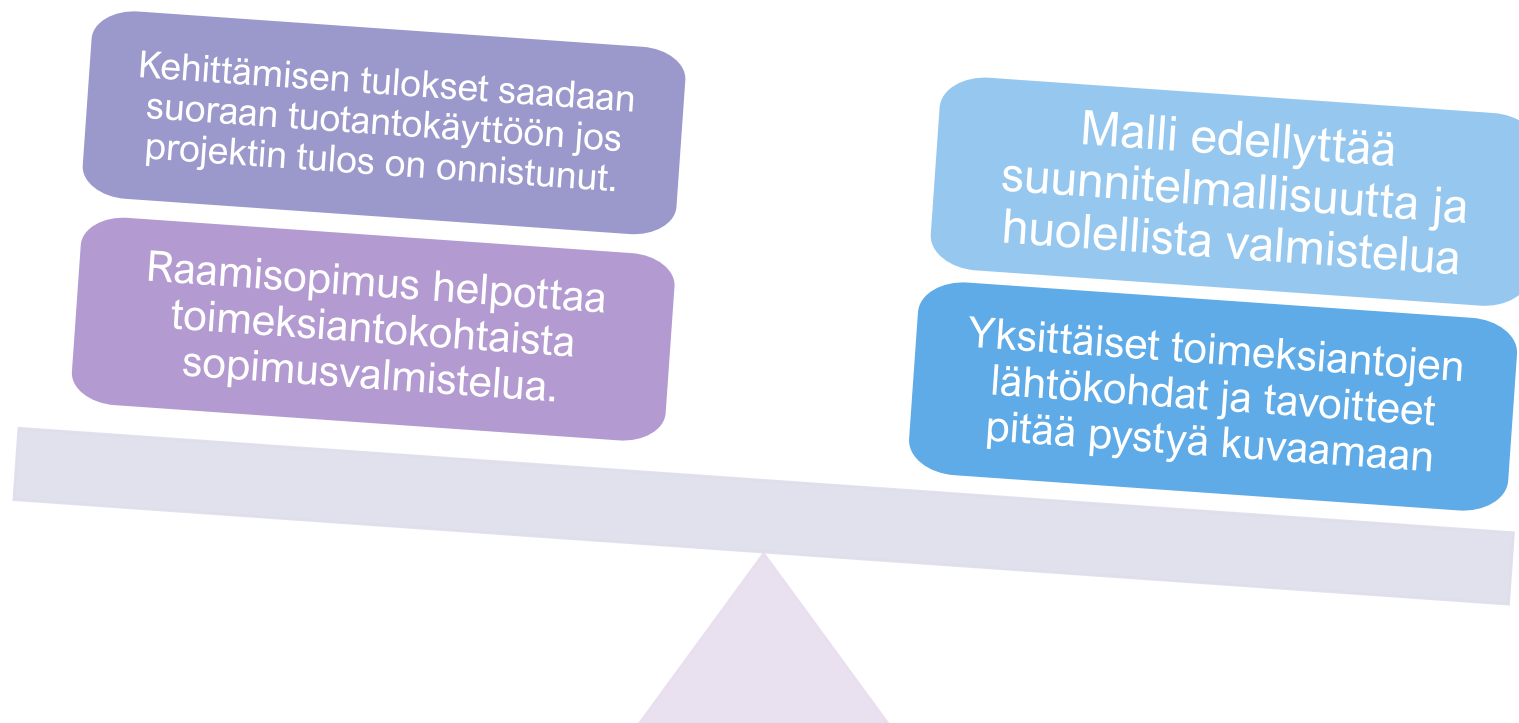 Kehittämisen tulokset saadaan
suoraan tuotantokäyttöön jos
projektin tulos on onnistunut.
Raamisopimus helpottaa
toimeksiantokohtaista
sopimusvalmistelua.
Malli edellyttää
suunnitelmallisuutta ja
huolellista valmistelua
Yksittäiset toimeksiantojen
lähtökohdat ja tavoitteet
pitää pystyä kuvaamaan